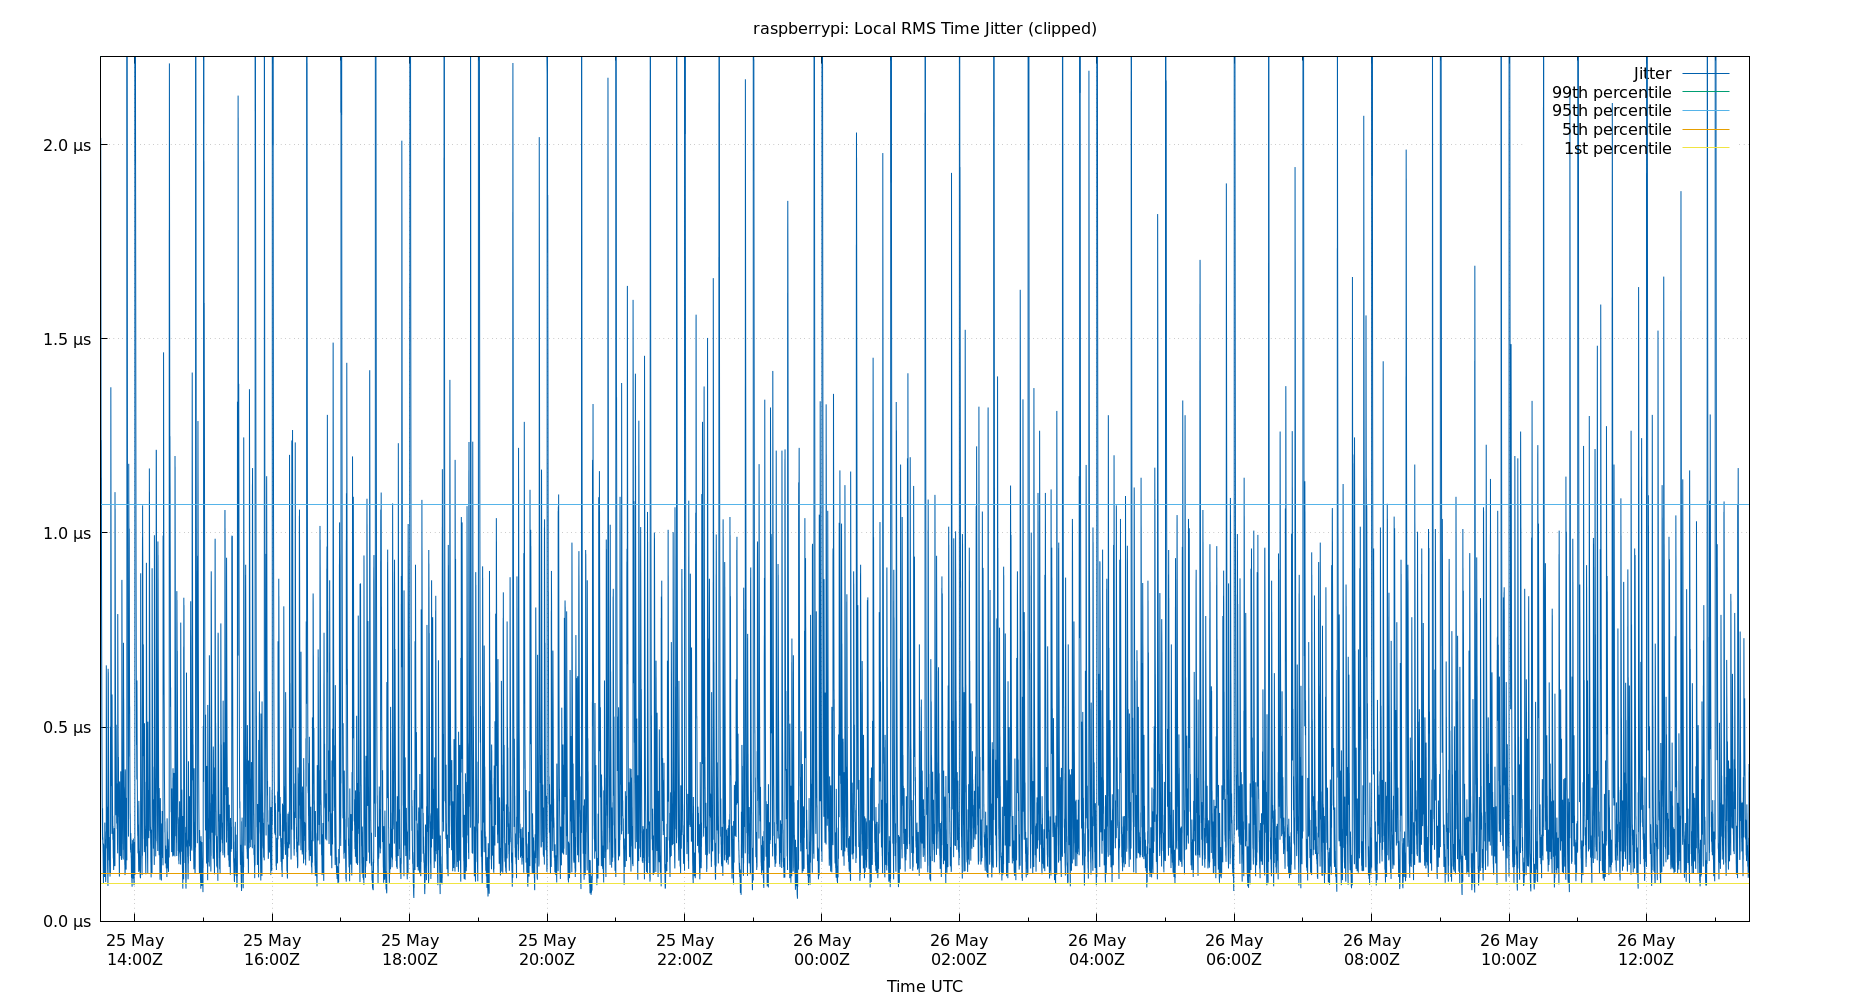 raspberrypi: Local RMS Time Jitter (clipped)
Jitter
99th percentile
95th percentile
5th percentile
1st percentile
2.0 µs
1.5 µs
1.0 µs
0.5 µs
0.0 µs
25 May 25 May 25 May 25 May 25 May 26 May 26 May 26 May 26 May 26 May 26 May 26 May
14:00Z 16:00Z 18:00Z 20:00Z 22:00Z 00:00Z 02:00Z 04:00Z 06:00Z 08:00Z 10:00Z 12:00Z
Time UTC